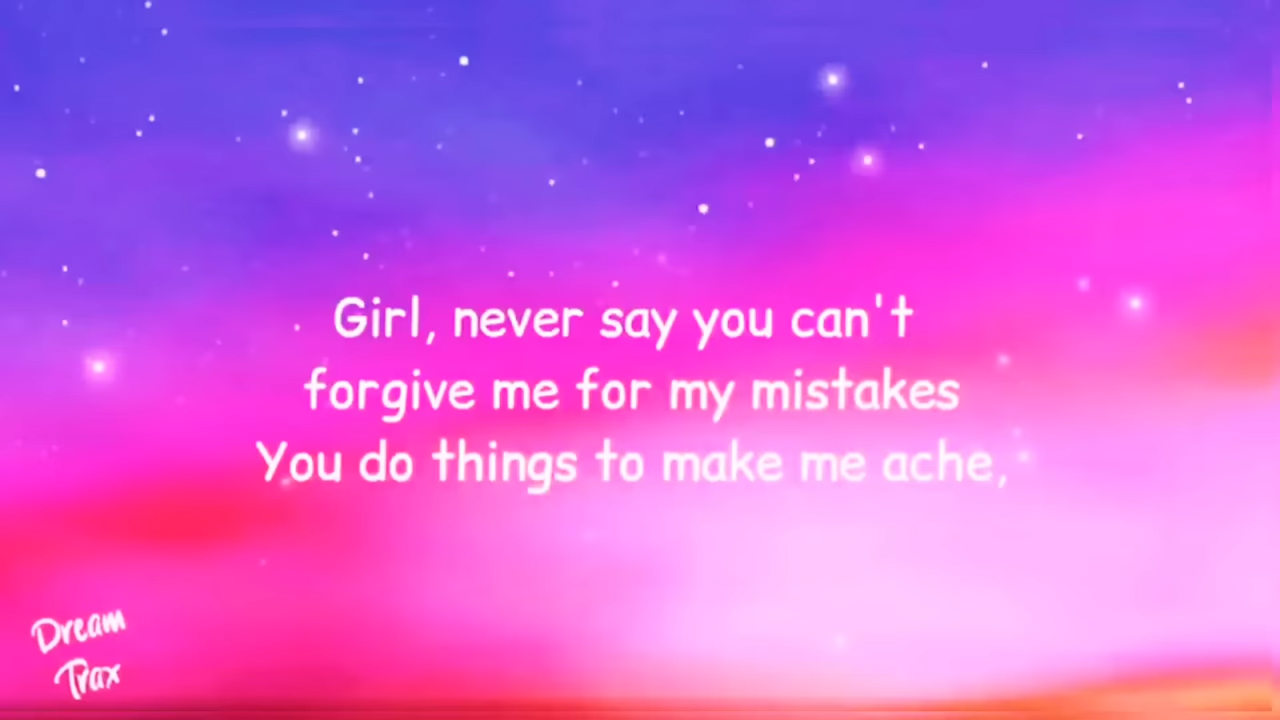 Girl, never say you can't
forgive me for my mistakes
You do things to make me ache,
Dream
Trax